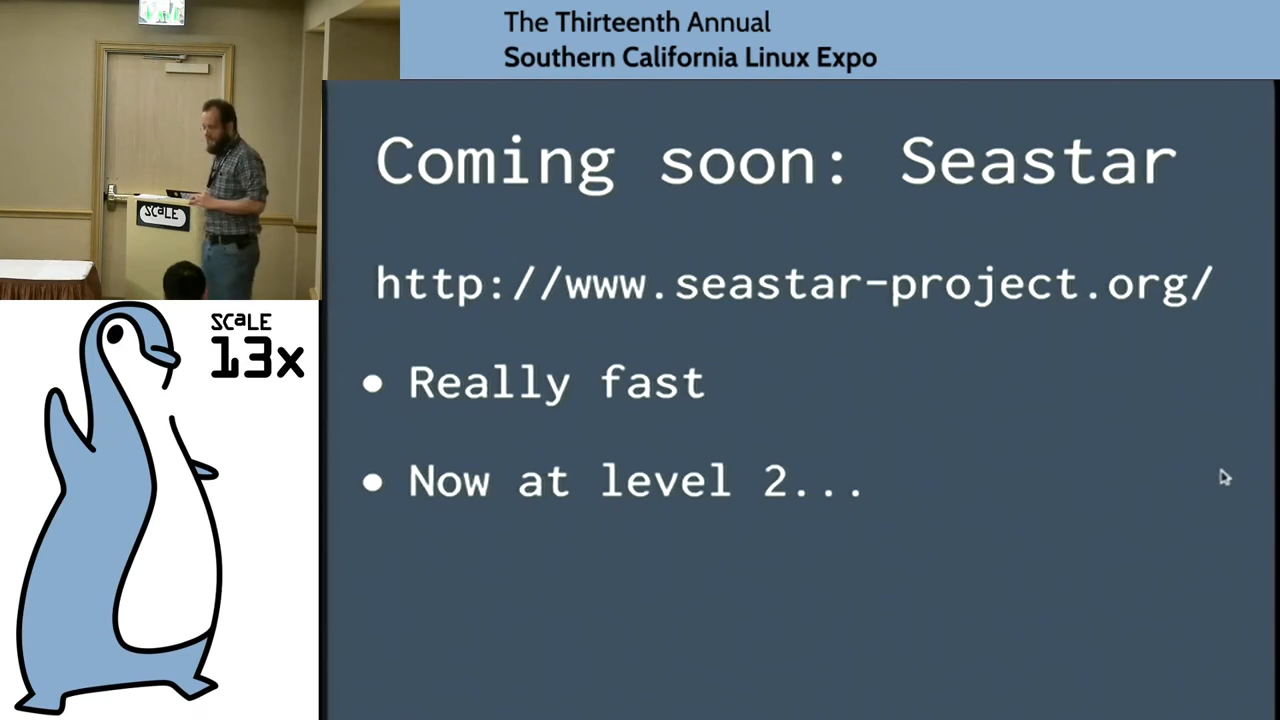 The Thirteenth Annual
Southern California Linux Expo
SCaLE
SCaLE
13x
Coming soon: Seastar
http://www.seastar-project.org/
• Really fast
• Now at level 2...